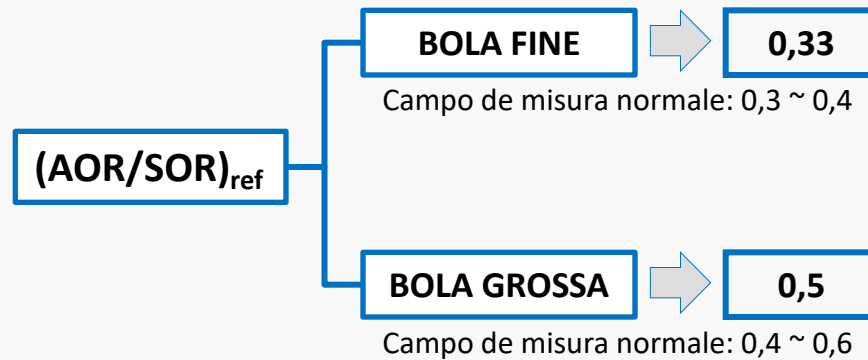 BOLA FINE
0,33
Campo de misura normale: 0,3 ~ 0,4
(AOR/SOR)ref
BOLA GROSSA
0,5
Campo de misura normale: 0,4 ~ 0,6